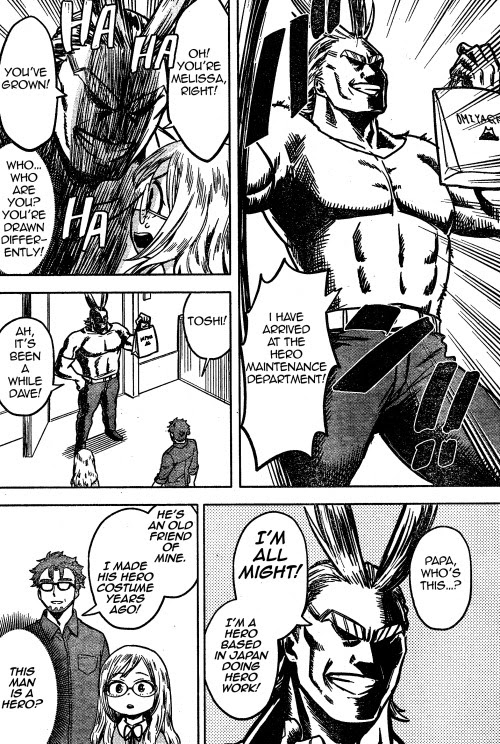 OMIYAGE
I HAVE
ARRIVED
AT THE
HERO
MAINTENANCE
DEPARTMENT!
!!
OH!
YOU'RE
MELISSA,
RIGHT!
HA
HA
HA
YOU'VE
GROWN!
WHO...
WHO
ARE
YOU?
YOU'RE
DRAWN
DIFFER-
ENTLY!
TOSHI!
AH,
IT'S
BEEN
A
WHILE
DAVE!
PAPA,
WHO'S
THIS...?
I'M
ALL
MIGHT!
I'M A
HERO
BASED
IN JAPAN
DOING
HERO
WORK!
HE'S
AN OLD
FRIEND
OF
MINE.
I MADE
HIS HERO
COSTUME
YEARS
AGO!
THIS
MAN
IS A
HERO?